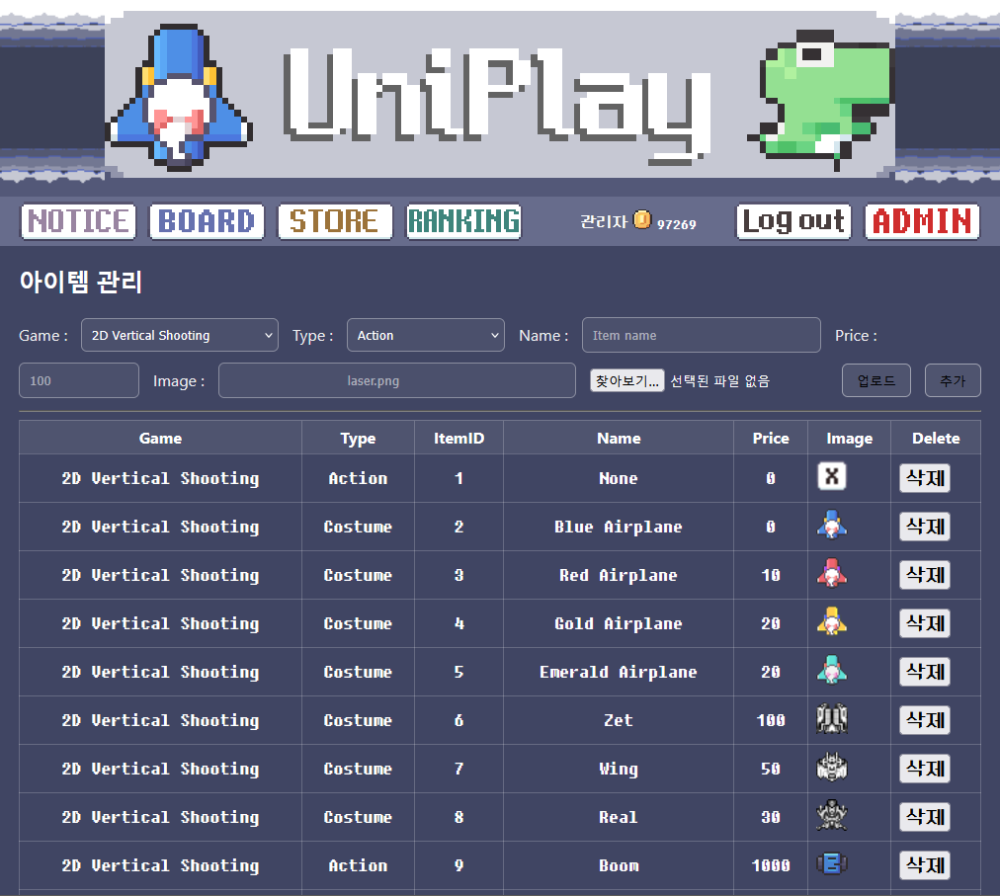 UniPlay
NOTICE BOARD STORE RANKING 관리자 97269 Log out ADMIN
아이템 관리
Game : 2D Vertical Shooting Type : Action Name : Item name Price :
100 Image : laser.png 찾아보기... 선택된 파일 없음 업로드 추가
Game Type ItemID Name Price Image Delete
2D Vertical Shooting Action 1 None 0 X 삭제
2D Vertical Shooting Costume 2 Blue Airplane 0 삭제
2D Vertical Shooting Costume 3 Red Airplane 10 삭제
2D Vertical Shooting Costume 4 Gold Airplane 20 삭제
2D Vertical Shooting Costume 5 Emerald Airplane 20 삭제
2D Vertical Shooting Costume 6 Zet 100 삭제
2D Vertical Shooting Costume 7 Wing 50 삭제
2D Vertical Shooting Costume 8 Real 30 삭제
2D Vertical Shooting Action 9 Boom 1000 삭제